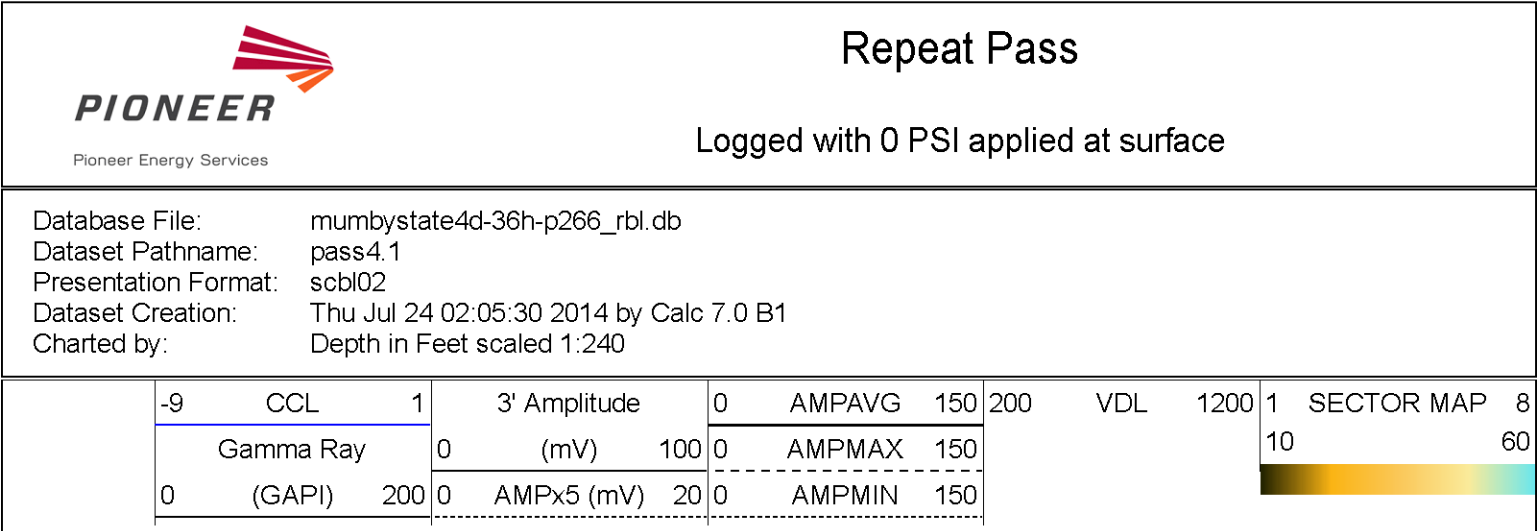 Repeat Pass
PIONEER
Logged with 0 PSI applied at surface
Pioneer Energy Services
Database File: mumbystate4d-36h-p266_rbl.db
Dataset Pathname: pass4.1
Presentation Format: scbl02
Dataset Creation: Thu Jul 24 02:05:30 2014 by Calc 7.0 B1
Charted by: Depth in Feet scaled 1:240
-9 CCL 1 3' Amplitude 0 AMPAVG 150 200 VDL 1200 1 SECTOR MAP 8
Gamma Ray 0 (mV) 100 0 AMPMAX 150 10 60
0 (GAPI) 200 0 AMPx5 (mV) 20 0 AMPMIN 150